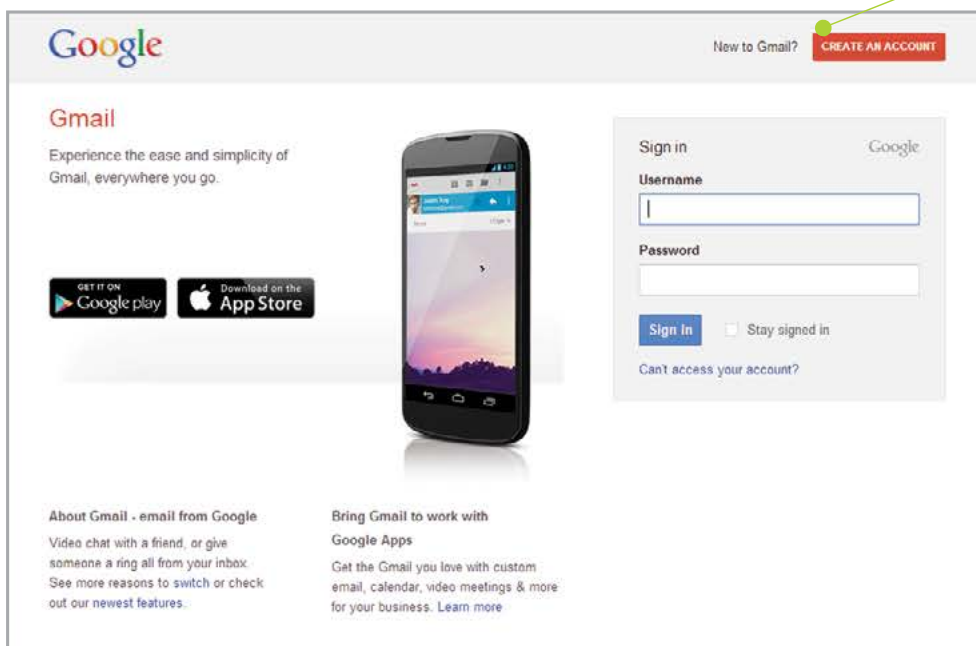 Google
New to Gmail?
CREATE AN ACCOUNT
Gmail
Experience the ease and simplicity of
Gmail, everywhere you go.
GET IT ON
Google play
Download on the
App Store
Sign in
Google
Username
Password
Sign In
Stay signed in
Can't access your account?
About Gmail - email from Google
Video chat with a friend, or give
someone a ring all from your inbox.
See more reasons to switch or check
out our newest features.
Bring Gmail to work with
Google Apps
Get the Gmail you love with custom
email, calendar, video meetings & more
for your business. Learn more